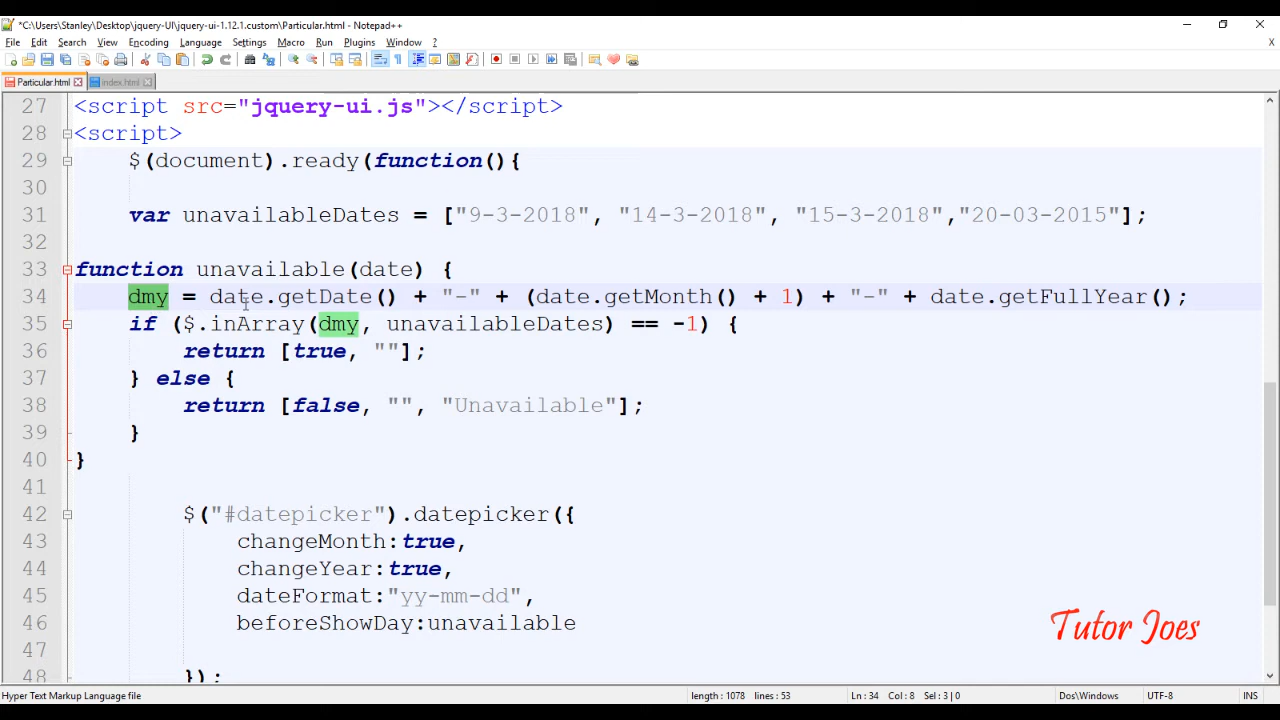 *C:\Users\Stanley\Desktop\jquery-UI\jquery-ui-1.12.1.custom\Particular.html - Notepad++
File Edit Search View Encoding Language Settings Macro Run Plugins Window ? X
Particular.html index.html
27 <script src="jquery-ui.js"></script>
28 <script>
29 $(document).ready(function(){
30
31 var unavailableDates = ["9-3-2018", "14-3-2018", "15-3-2018","20-03-2015"];
32
33 function unavailable(date) {
34 dmy = date.getDate() + "-" + (date.getMonth() + 1) + "-" + date.getFullYear();
35 if ($.inArray(dmy, unavailableDates) == -1) {
36 return [true, ""];
37 } else {
38 return [false, "", "Unavailable"];
39 }
40 }
41
42 $("#datepicker").datepicker({
43 changeMonth:true,
44 changeYear:true,
45 dateFormat:"yy-mm-dd",
46 beforeShowDay:unavailable
47
48 });
Tutor Joes
Hyper Text Markup Language file length : 1078 lines : 53 Ln : 34 Col : 8 Sel : 3 | 0 Dos\Windows UTF-8 INS